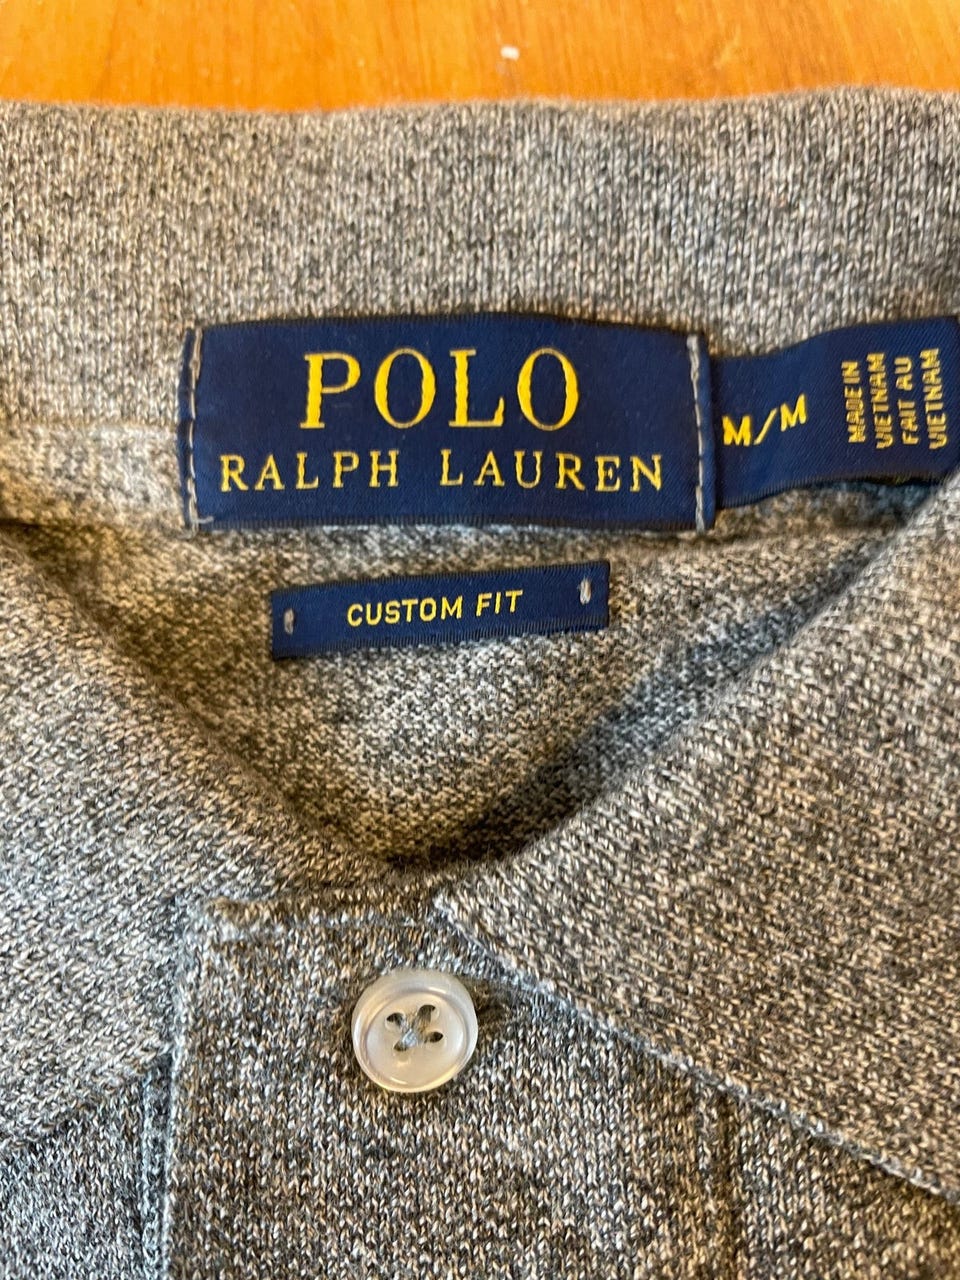 POLO
RALPH LAUREN
M/M
MADE IN
VIETNAM
FAIT AU
VIETNAM
CUSTOM FIT